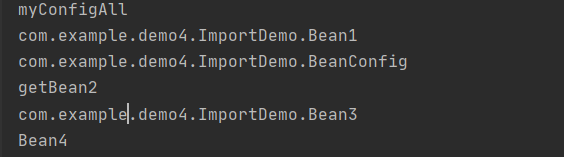 myConfigAll
com.example.demo4.ImportDemo.Bean1
com.example.demo4.ImportDemo.BeanConfig
getBean2
com.example.demo4.ImportDemo.Bean3
Bean4